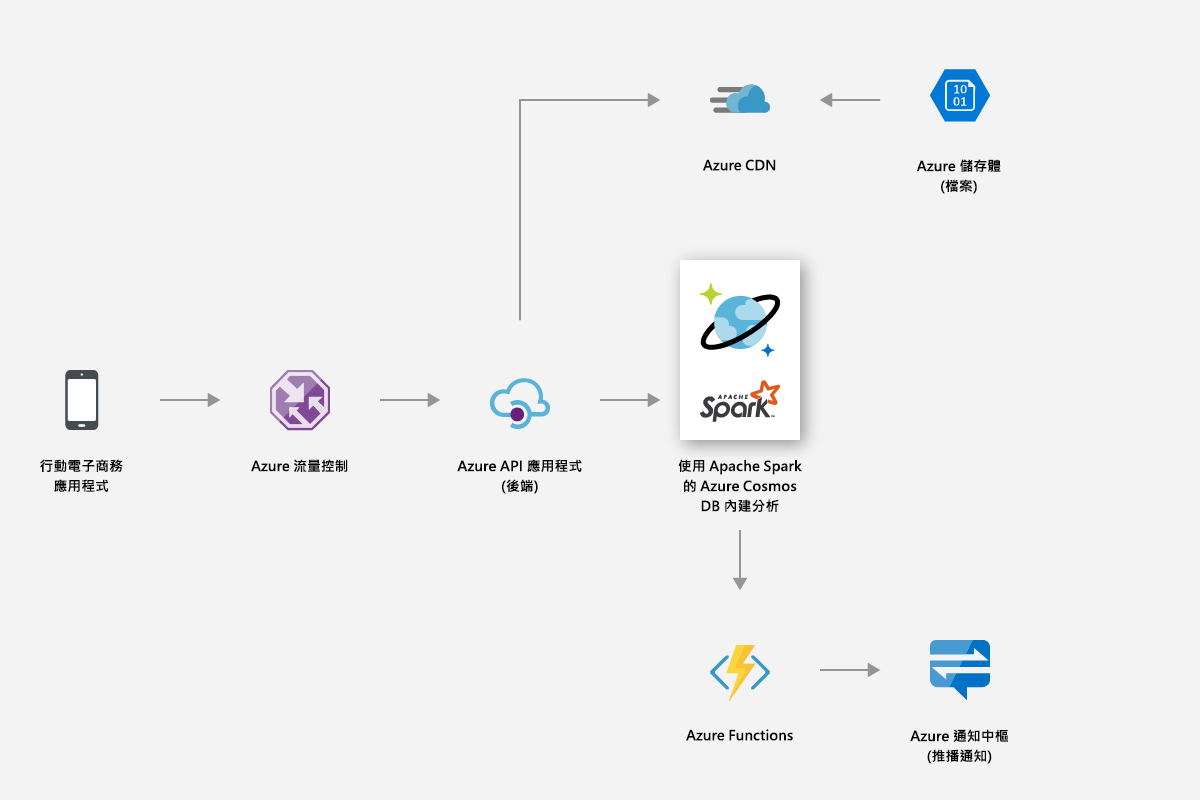 10
01
Azure CDN
Azure 儲存體
(檔案)
APACHE
Spark™
行動電子商務
應用程式
Azure 流量控制
Azure API 應用程式
(後端)
使用 Apache Spark
的 Azure Cosmos
DB 內建分析
Azure Functions
Azure 通知中樞
(推播通知)